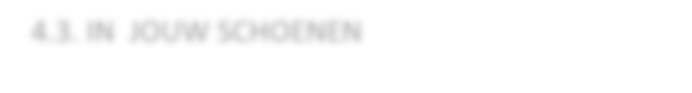 4.3. IN JOUW SCHOENEN